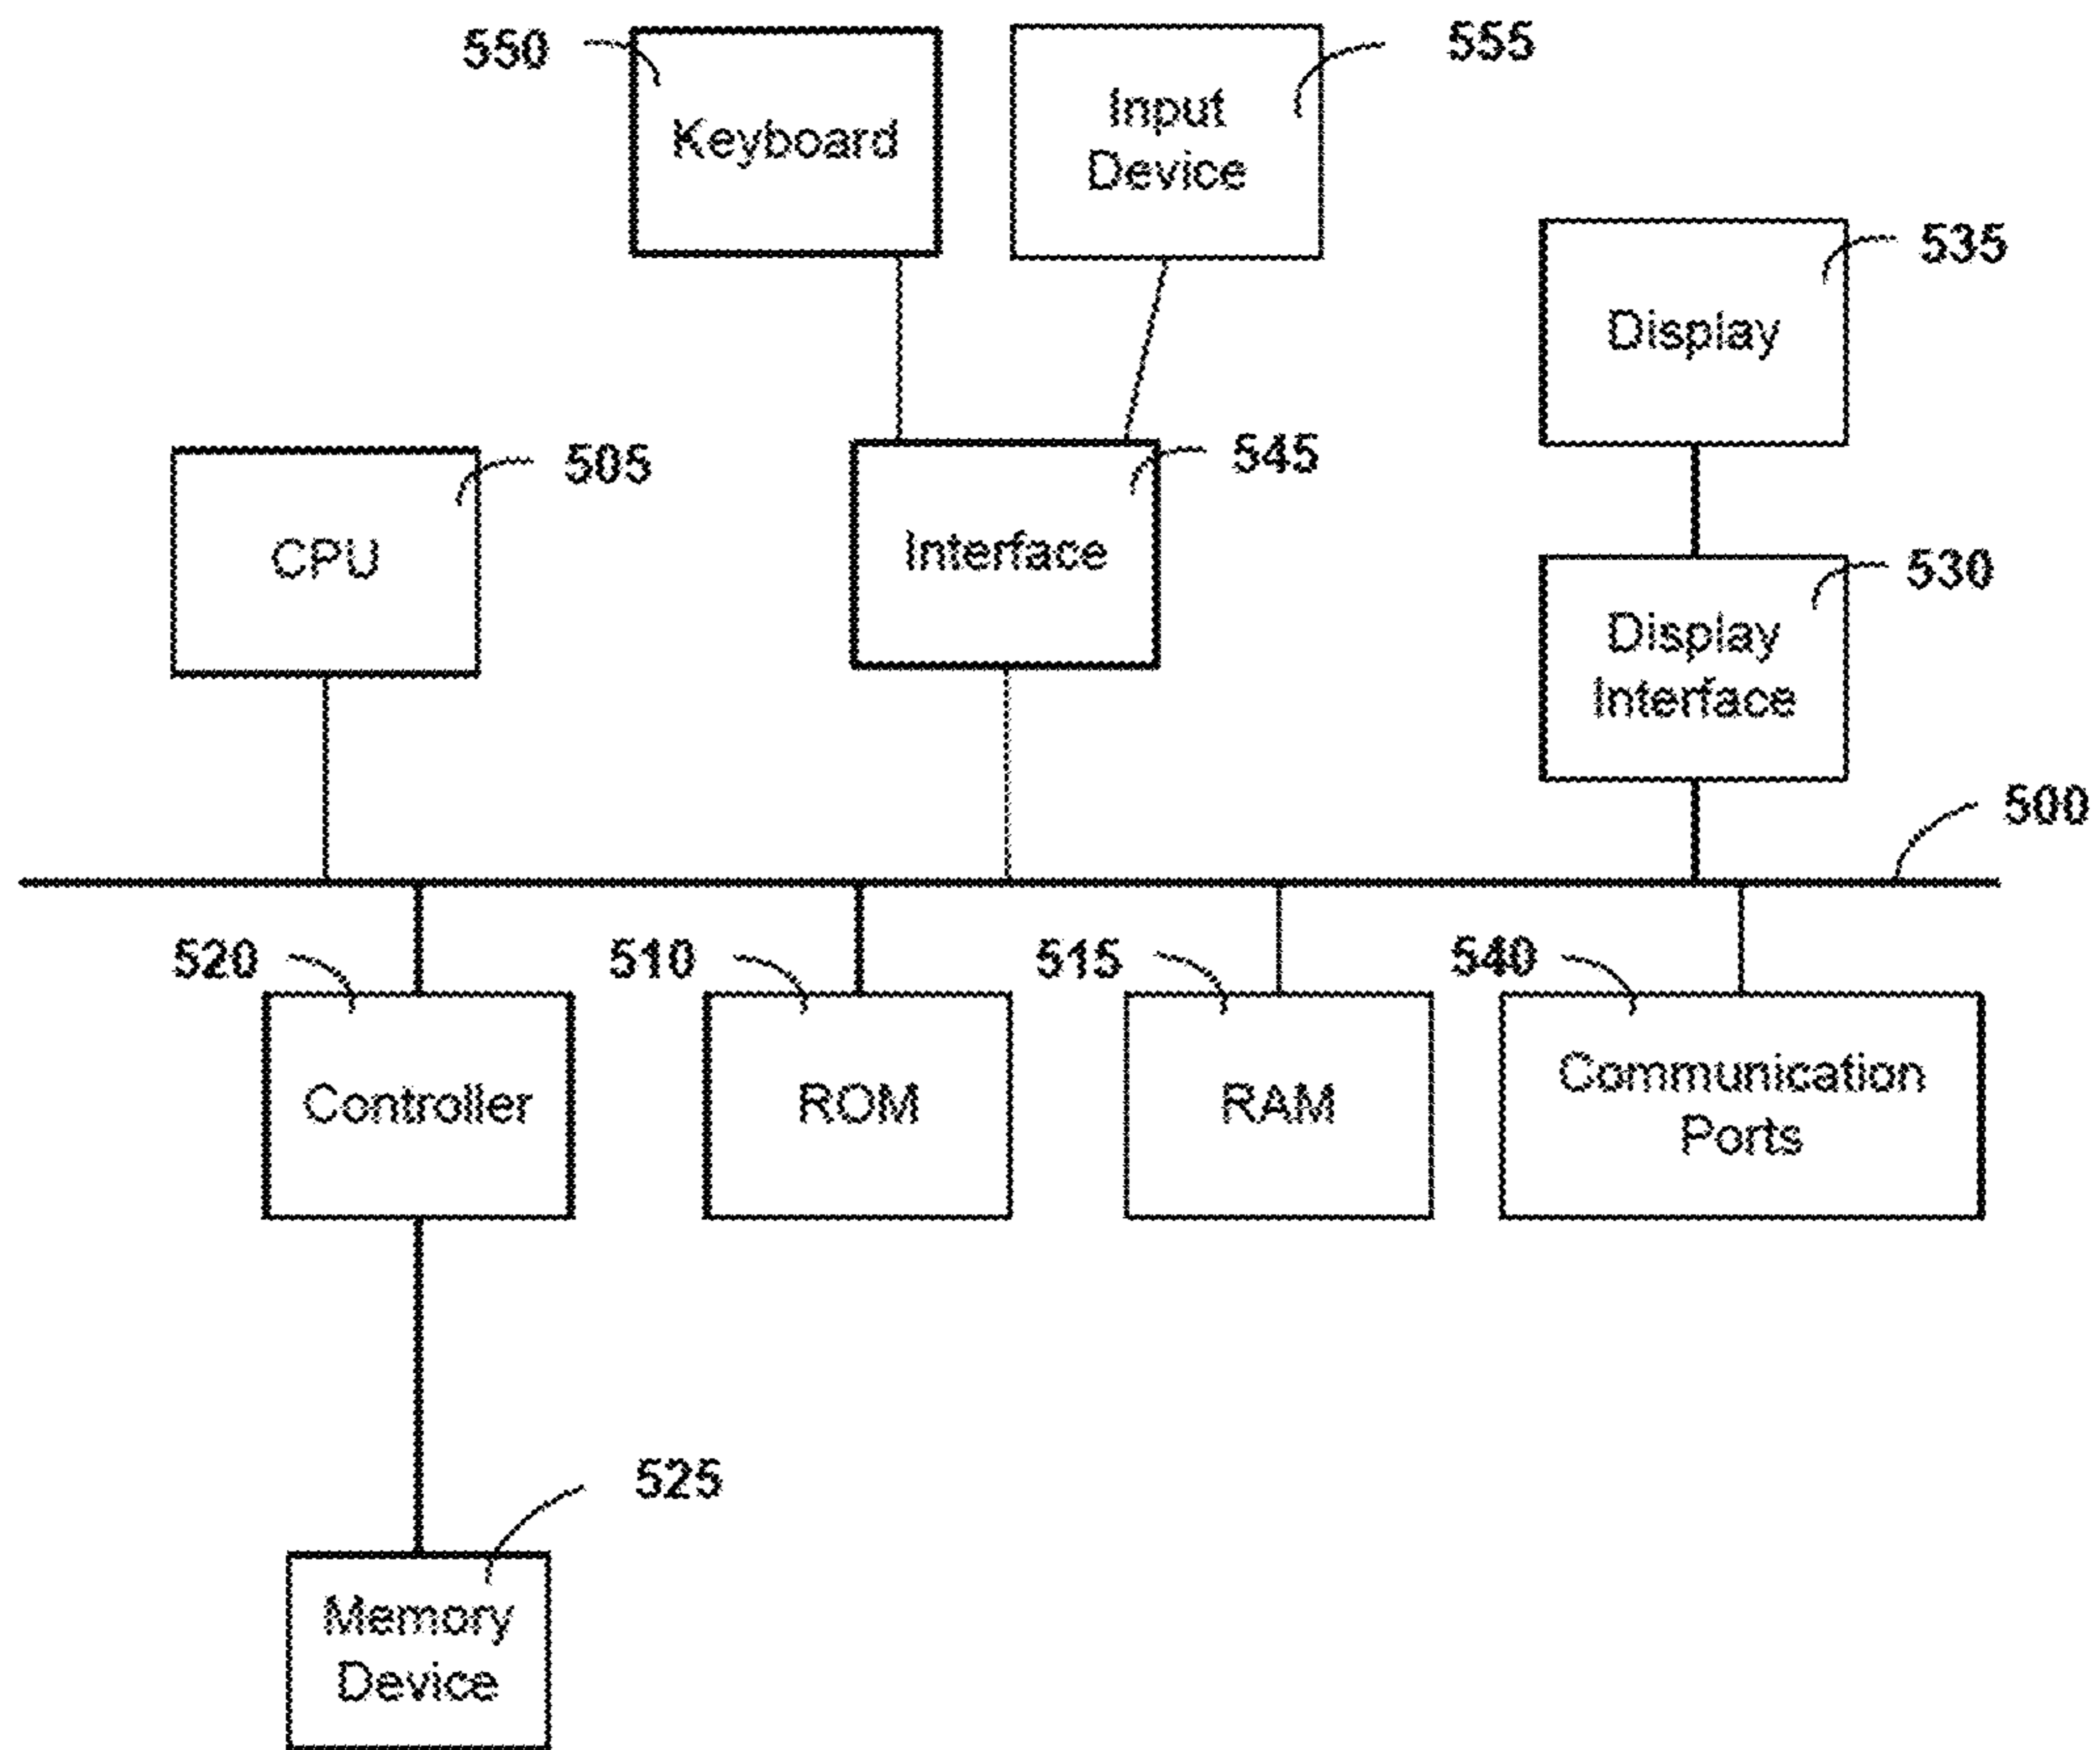 550
555
Keyboard
Input
Device
535
Display
505
545
CPU
Interface
530
Display
Interface
500
520
510
515
540
Controller
ROM
RAM
Communication
Ports
525
Memory
Device